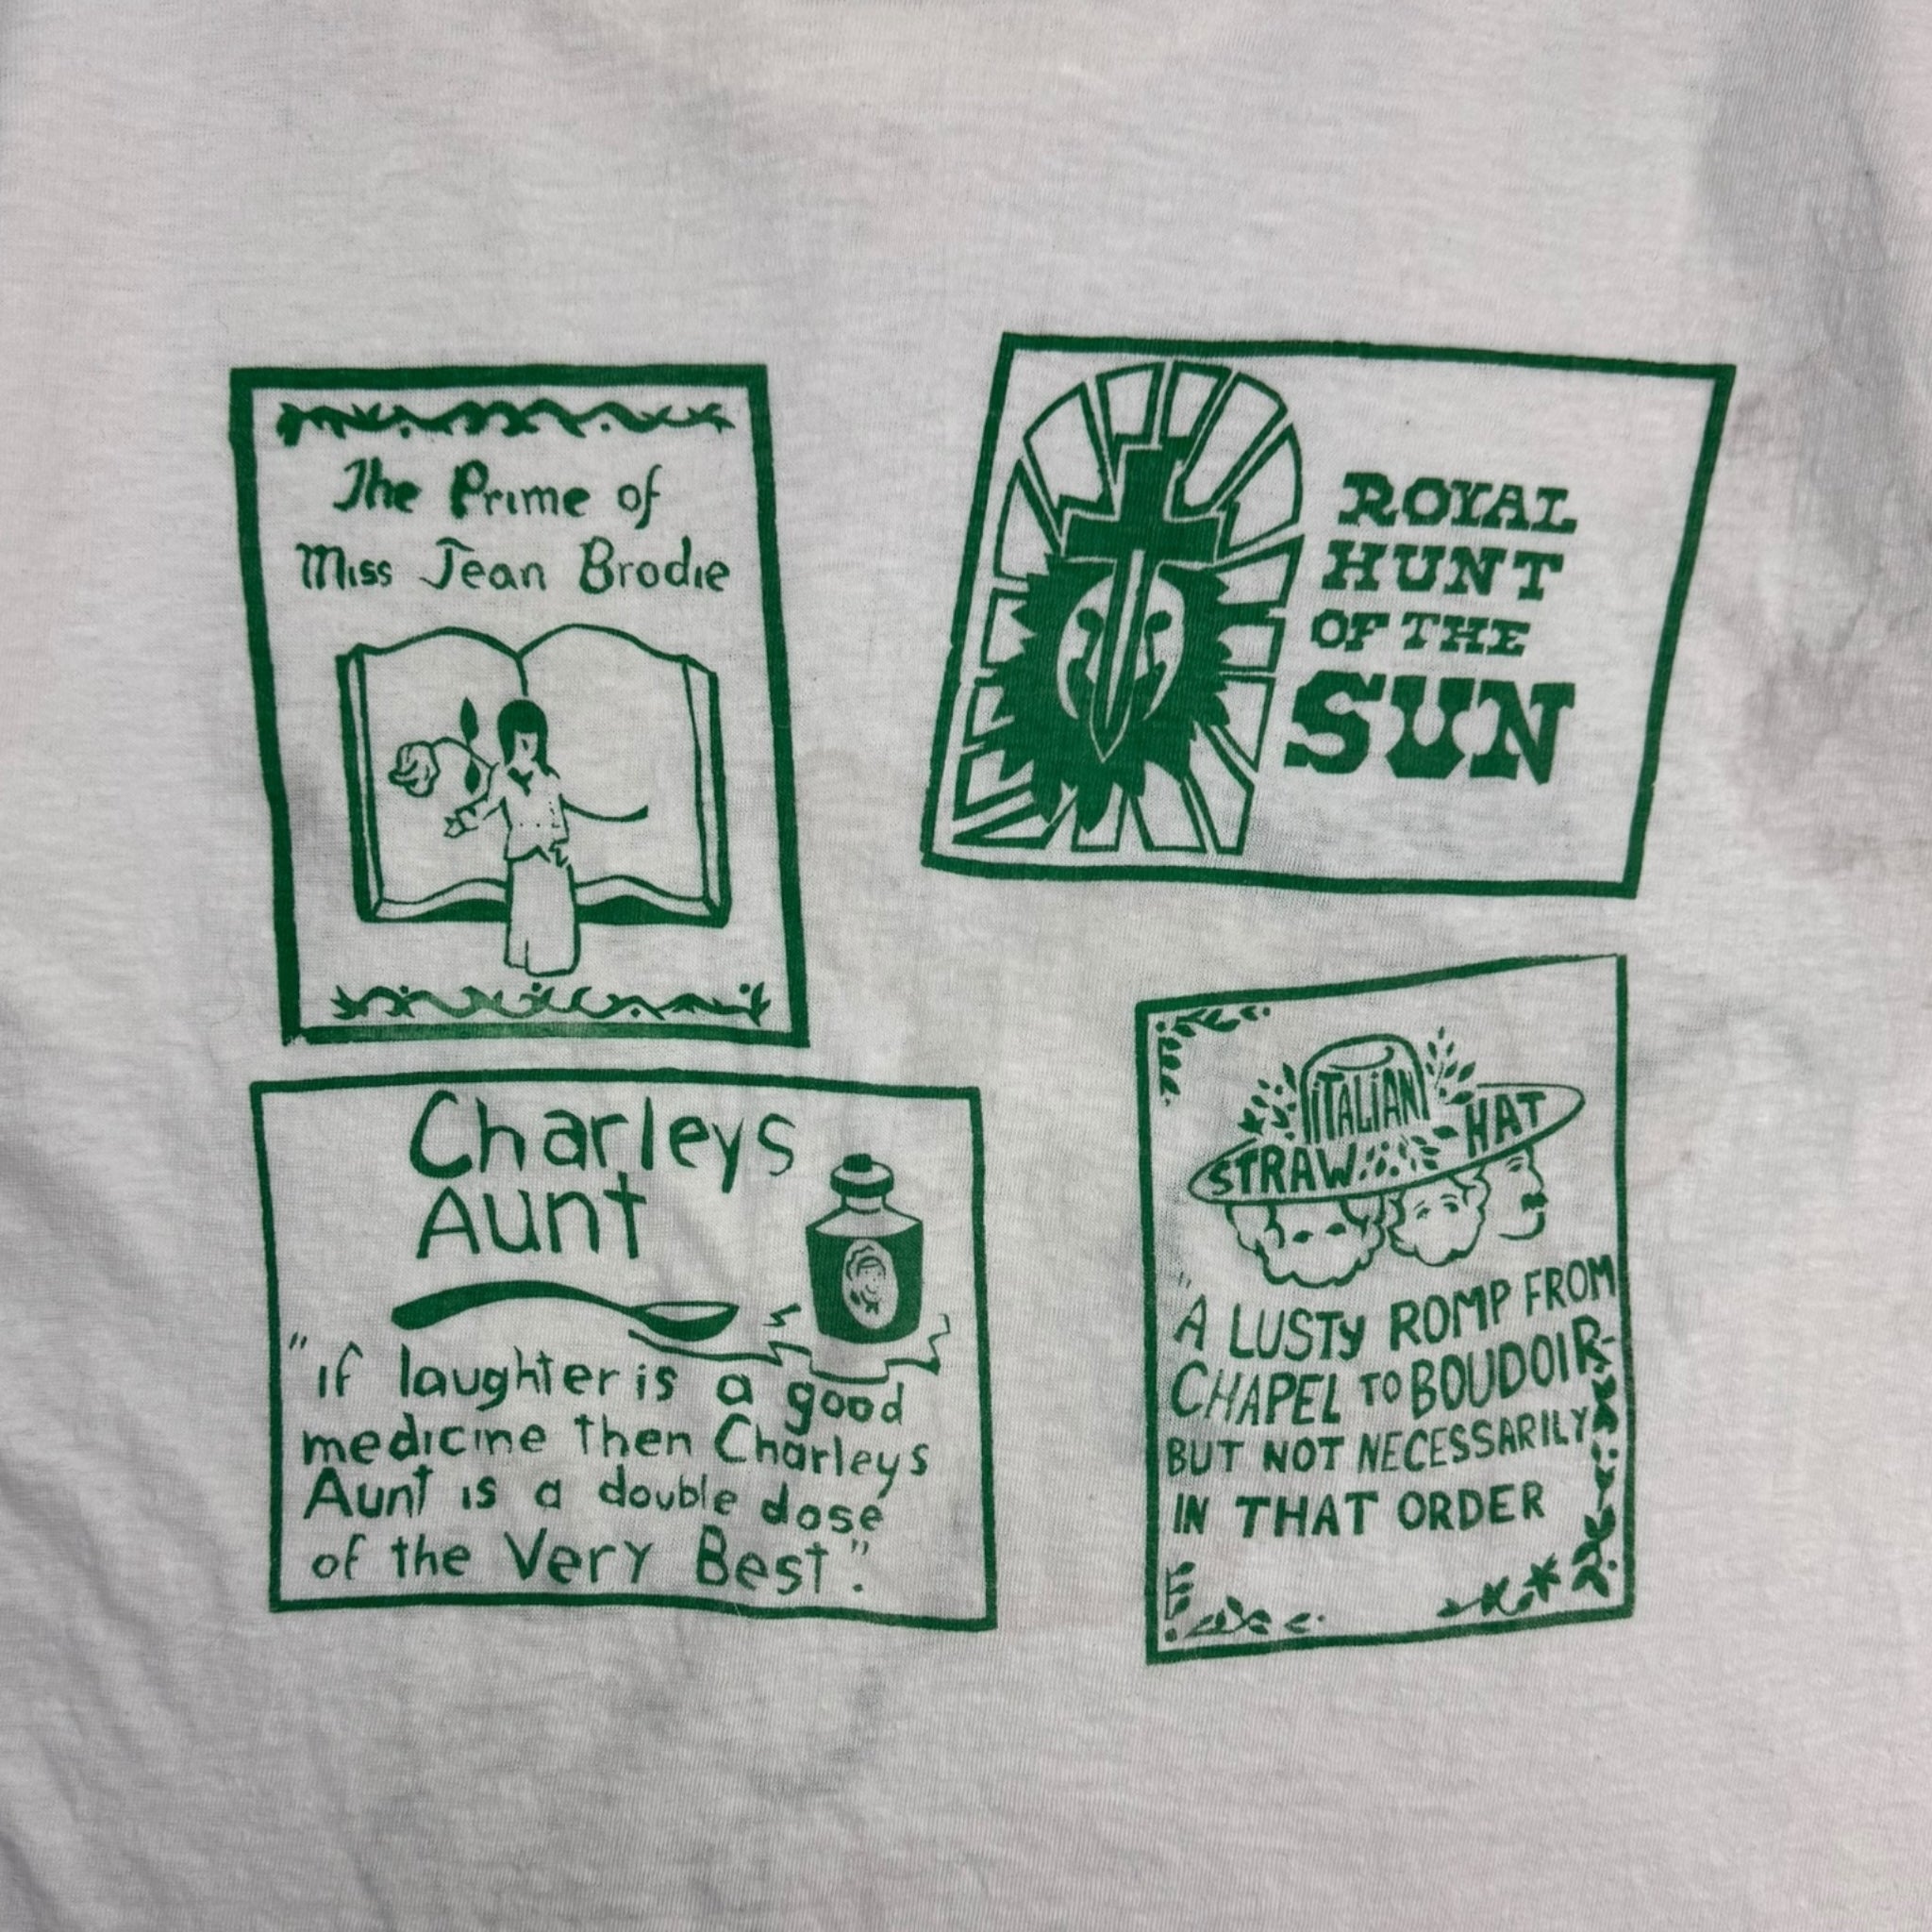 The Prime of
Miss Jean Brodie
ROYAL
HUNT
OF THE
SUN
Charleys
Aunt
"if laughter is a good
medicine then Charleys
Aunt is a double dose
of the Very Best".
ITALIAN
STRAW HAT
"A LUSTY ROMP FROM
CHAPEL TO BOUDOIR-
BUT NOT NECESSARILY
IN THAT ORDER